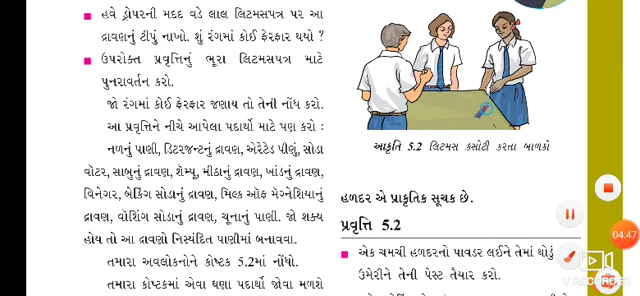 હવે ડ્રોપરની મદદ વડે લાલ લિટમસપત્ર પર આ
દ્રાવણનું ટીપું નાખો. શું રંગમાં કોઈ ફેરફાર થયો ?
ઉપરોક્ત પ્રવૃત્તિનું ભૂરા લિટમસપત્ર માટે
પુનરાવર્તન કરો.
જો રંગમાં કોઈ ફેરફાર જણાય તો તેની નોંધ કરો.
આ પ્રવૃત્તિને નીચે આપેલા પદાર્થો માટે પણ કરો :
નળનું પાણી, ડિટરજન્ટનું દ્રાવણ, એરેટેડ પીણું, સોડા
વૉટર, સાબુનું દ્રાવણ, શૅમ્પૂ, મીઠાનું દ્રાવણ, ખાંડનું દ્રાવણ,
વિનેગર, બેકિંગ સોડાનું દ્રાવણ, મિલ્ક ઑફ મૅગ્નેશિયાનું
દ્રાવણ, વૉશિંગ સોડાનું દ્રાવણ, ચૂનાનું પાણી. જો શક્ય
હોય તો આ દ્રાવણો નિસ્યંદિત પાણીમાં બનાવવા.
તમારા અવલોકનોને કોષ્ટક 5.2માં નોંધો.
તમારા કોષ્ટકમાં એવા ઘણા પદાર્થો જોવા મળશે
આકૃતિ 5.2 લિટમસ કસોટી કરતા બાળકો
હળદર એ પ્રાકૃતિક સૂચક છે.
પ્રવૃત્તિ 5.2
એક ચમચી હળદરનો પાવડર લઈને તેમાં થોડું
ઉમેરીને તેની પેસ્ટ તૈયાર કરો.
04:47
V RECORDER